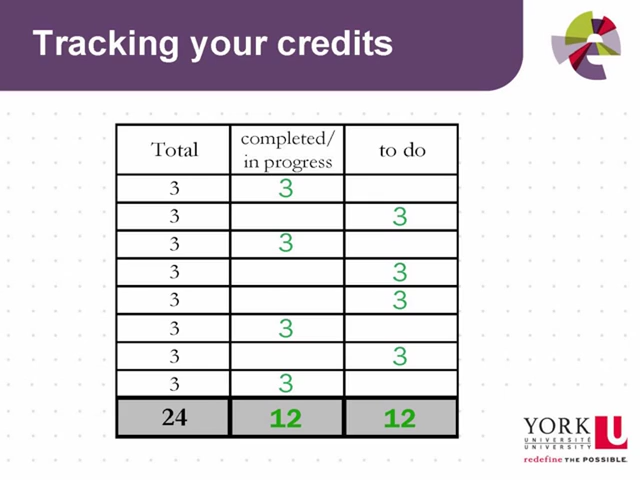 Tracking your credits
Total completed/ in progress to do
3 3
3 3
3 3
3 3
3 3
3 3
3 3
3 3
24 12 12
YORK U
UNIVERSITÉ
UNIVERSITY
redefine THE POSSIBLE.